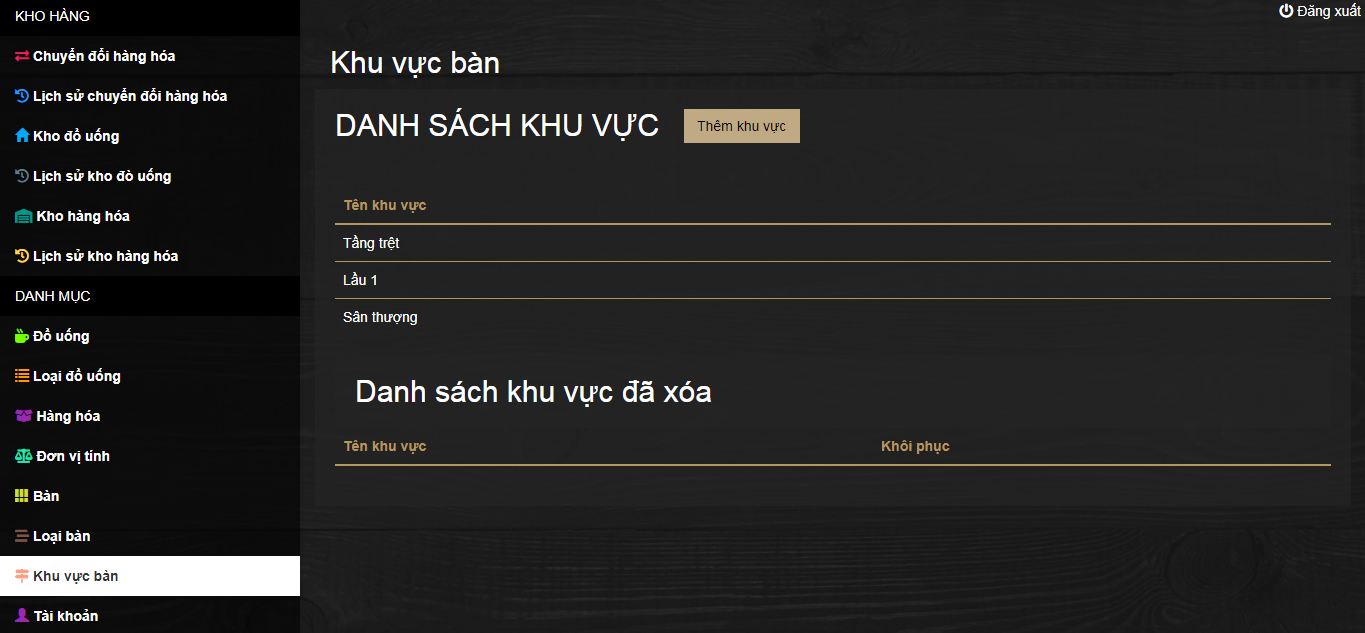 KHO HÀNG
Chuyển đổi hàng hóa
Lịch sử chuyển đổi hàng hóa
Kho đồ uống
Lịch sử kho đò uống
Kho hàng hóa
Lịch sử kho hàng hóa
DANH MỤC
Đồ uống
Loại đồ uống
Hàng hóa
Đơn vị tính
Bàn
Loại bàn
Khu vực bàn
Tài khoản
Đăng xuất
Khu vực bàn
DANH SÁCH KHU VỰC Thêm khu vực
Tên khu vực
Tầng trệt
Lầu 1
Sân thượng
Danh sách khu vực đã xóa
Tên khu vực Khôi phục